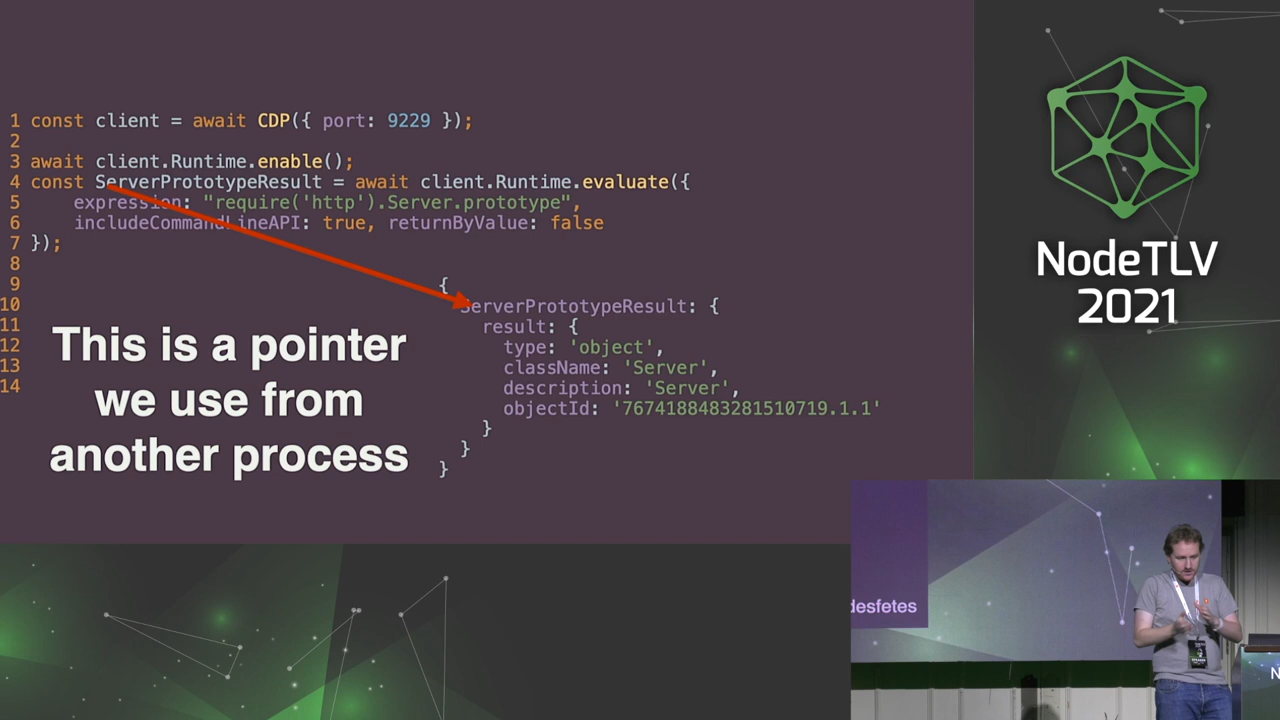 1 const client = await CDP({ port: 9229 });
2
3 await client.Runtime.enable();
4 const ServerPrototypeResult = await client.Runtime.evaluate({
5 expression: "require('http').Server.prototype",
6 includeCommandLineAPI: true, returnByValue: false
7 });
8
9 {
10 ServerPrototypeResult: {
11 result: {
12 type: 'object',
13 className: 'Server',
14 description: 'Server',
objectId: '7674188483281510719.1.1'
}
}
}
This is a pointer
we use from
another process
NodeTLV
2021
desfetes
N